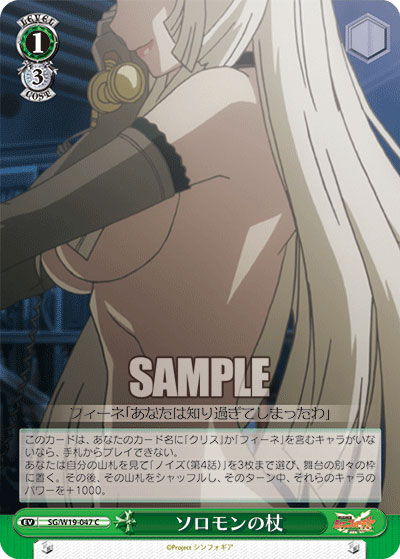 LEVEL
1
3
COST
SAMPLE
フィーネ「あなたは知り過ぎてしまったわ」
このカードは、あなたのカード名に「クリス」か「フィーネ」を含むキャラがいな
いなら、手札からプレイできない。
あなたは自分の山札を見て「ノイズ(第4話)」を3枚まで選び、舞台の別々の枠
に置く。その後、その山札をシャッフルし、そのターン中、それらのキャラの
パワーを+1000。
EV SG/W19-047 C ソロモンの杖
©Project シンフォギア